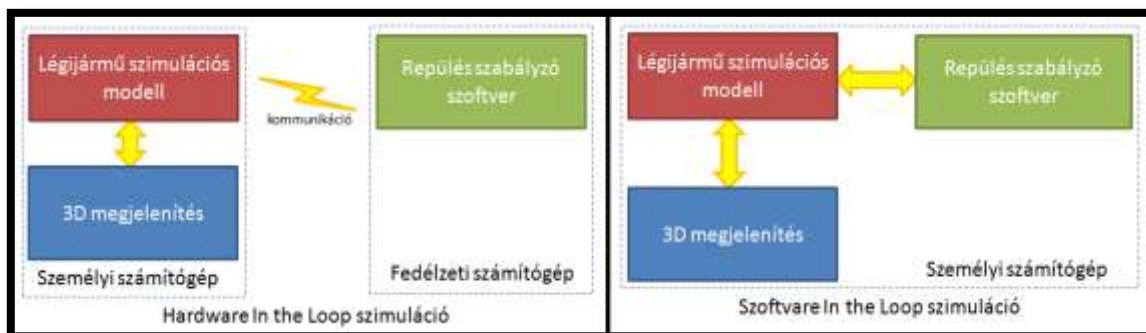 Légijármű szimulációs
modell
kommunikáció
Repülés szabályzó
szoftver
3D megjelenítés
Személyi számítógép
Fedélzeti számítógép
Hardware In the Loop szimuláció
Légijármű szimulációs
modell
Repülés szabályzó
szoftver
3D megjelenítés
Személyi számítógép
Szoftvare In the Loop szimuláció